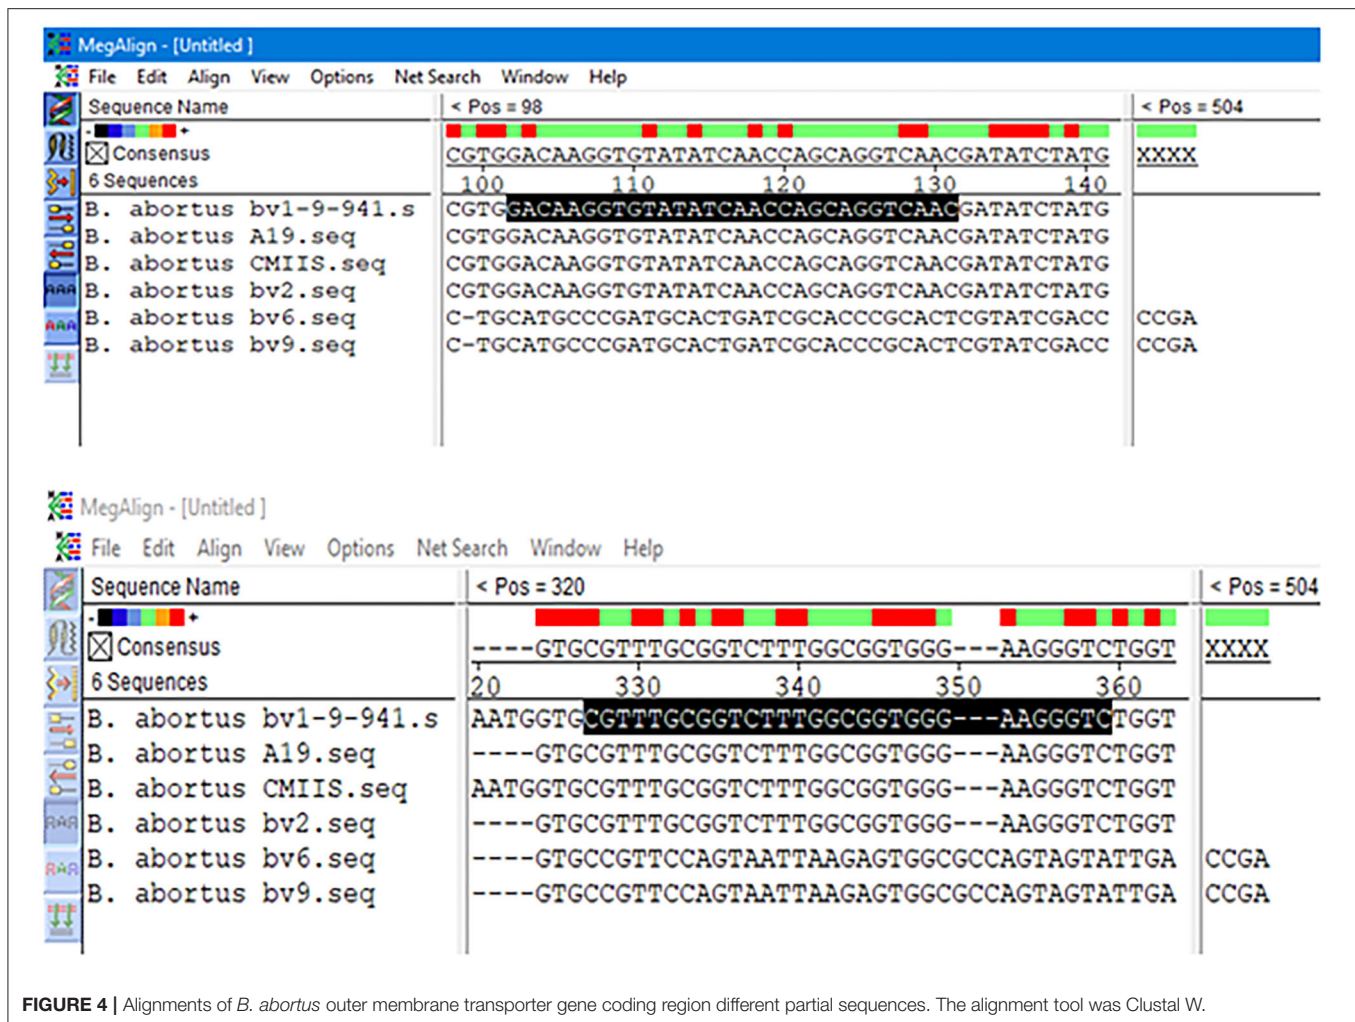 MegAlign - [Untitled ]
File Edit Align View Options Net Search Window Help
Sequence Name < Pos = 98 < Pos = 504
- +
Consensus CGTGGACAAGGTGTATATCAACCAGCAGGTCAACGATATCTATG XXXX
6 Sequences 100 110 120 130 140
B. abortus bv1-9-941.s CGTGGACAAGGTGTATATCAACCAGCAGGTCAACGATATCTATG
B. abortus A19.seq CGTGGACAAGGTGTATATCAACCAGCAGGTCAACGATATCTATG
B. abortus CMIIS.seq CGTGGACAAGGTGTATATCAACCAGCAGGTCAACGATATCTATG
B. abortus bv2.seq CGTGGACAAGGTGTATATCAACCAGCAGGTCAACGATATCTATG
B. abortus bv6.seq C-TGCATGCCCGATGCACTGATCGCACCCGCACTCGTATCGACC CCGA
B. abortus bv9.seq C-TGCATGCCCGATGCACTGATCGCACCCGCACTCGTATCGACC CCGA
MegAlign - [Untitled ]
File Edit Align View Options Net Search Window Help
Sequence Name < Pos = 320 < Pos = 504
- +
Consensus ----GTGCGTTTGCGGTCTTTGGCGGTGGG---AAGGGTCTGGT XXXX
6 Sequences 20 330 340 350 360
B. abortus bv1-9-941.s AATGGTGCGTTTGCGGTCTTTGGCGGTGGG---AAGGGTCTGGT
B. abortus A19.seq ----GTGCGTTTGCGGTCTTTGGCGGTGGG---AAGGGTCTGGT
B. abortus CMIIS.seq AATGGTGCGTTTGCGGTCTTTGGCGGTGGG---AAGGGTCTGGT
B. abortus bv2.seq ----GTGCGTTTGCGGTCTTTGGCGGTGGG---AAGGGTCTGGT
B. abortus bv6.seq ----GTGCCGTTCCAGTAATTAAGAGTGGCGCCAGTAGTATTGA CCGA
B. abortus bv9.seq ----GTGCCGTTCCAGTAATTAAGAGTGGCGCCAGTAGTATTGA CCGA
FIGURE 4 | Alignments of B. abortus outer membrane transporter gene coding region different partial sequences. The alignment tool was Clustal W.